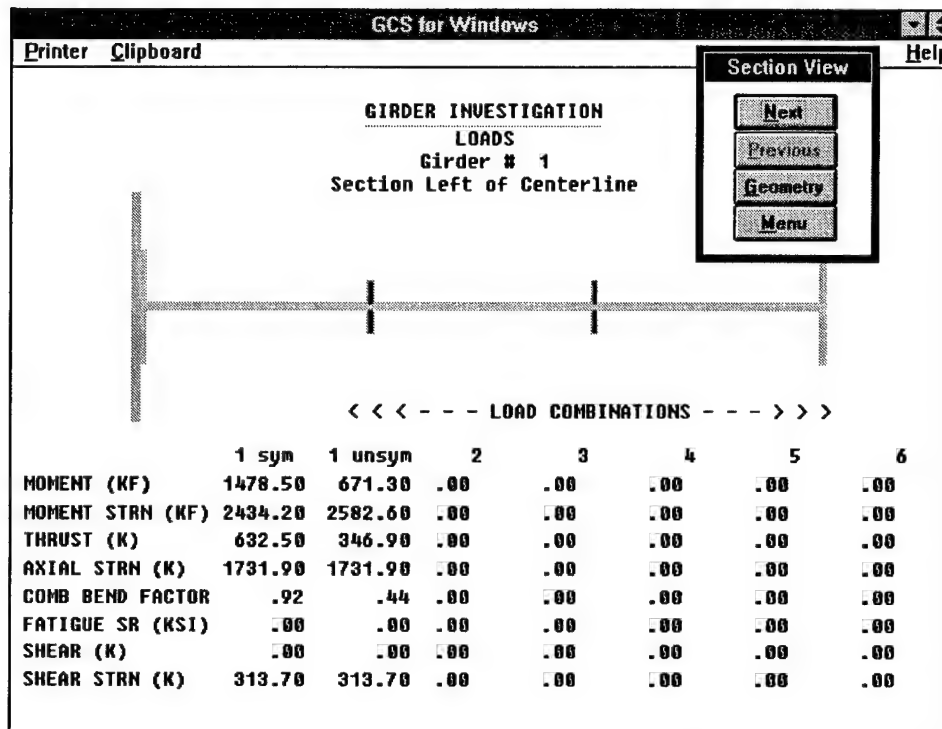 GCS for Windows
Printer Clipboard Help
Section View
Next
Previous
Geometry
Menu
GIRDER INVESTIGATION
LOADS
Girder # 1
Section Left of Centerline
< < < - - - LOAD COMBINATIONS - - - > > >
1 sym 1 unsym 2 3 4 5 6
MOMENT (KF) 1478.50 671.30 .00 .00 .00 .00 .00
MOMENT STRN (KF) 2434.20 2582.60 .00 .00 .00 .00 .00
THRUST (K) 632.50 346.90 .00 .00 .00 .00 .00
AXIAL STRN (K) 1731.90 1731.90 .00 .00 .00 .00 .00
COMB BEND FACTOR .92 .44 .00 .00 .00 .00 .00
FATIGUE SR (KSI) .00 .00 .00 .00 .00 .00 .00
SHEAR (K) .00 .00 .00 .00 .00 .00 .00
SHEAR STRN (K) 313.70 313.70 .00 .00 .00 .00 .00